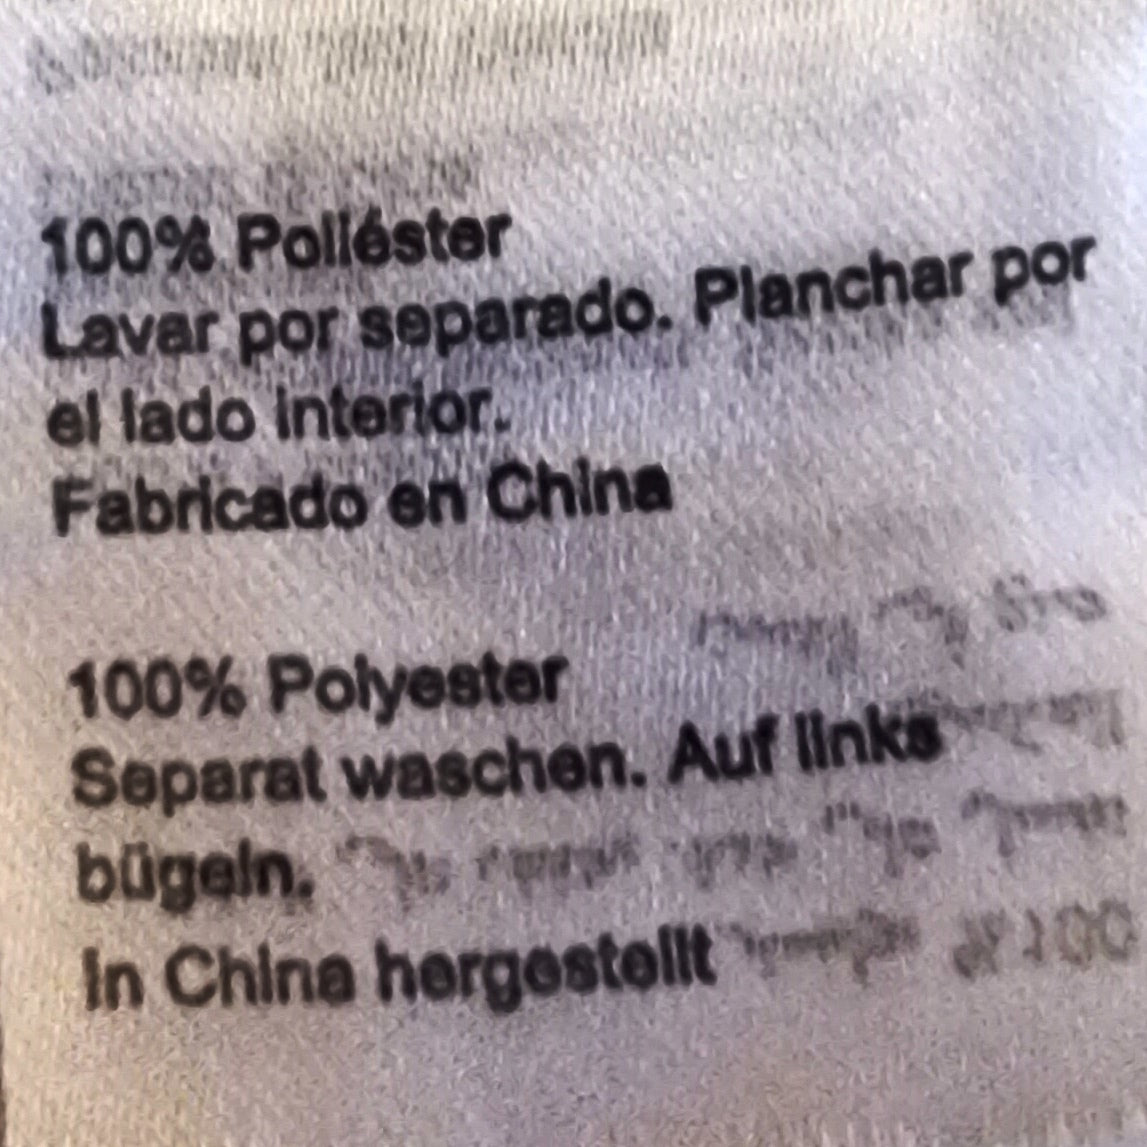 100% Poliéster
Lavar por separado. Planchar por
el lado interior.
Fabricado en China
100% Polyester
Separat waschen. Auf links
bügeln.
In China hergestellt